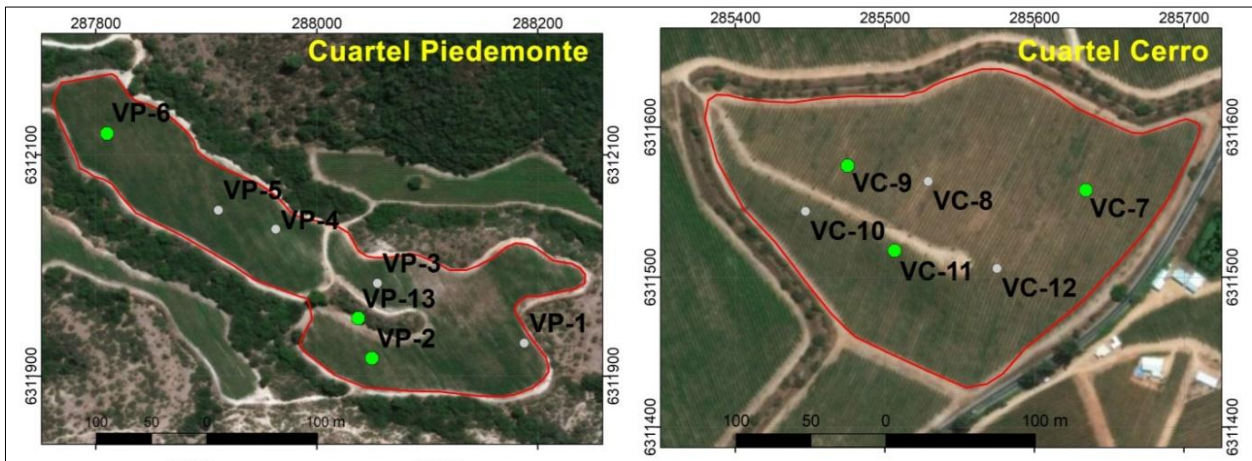 287800 288000 288200
Cuartel Piedemonte
VP-6
6312100
6312100
VP-5
VP-4
VP-3
VP-13
VP-1
VP-2
6311900
6311900
100 50 0 100 m
285400 285500 285600 285700
Cuartel Cerro
6311600
6311600
VC-9
VC-8
VC-7
VC-10
VC-11
VC-12
6311500
6311500
6311400
6311400
100 50 0 100 m